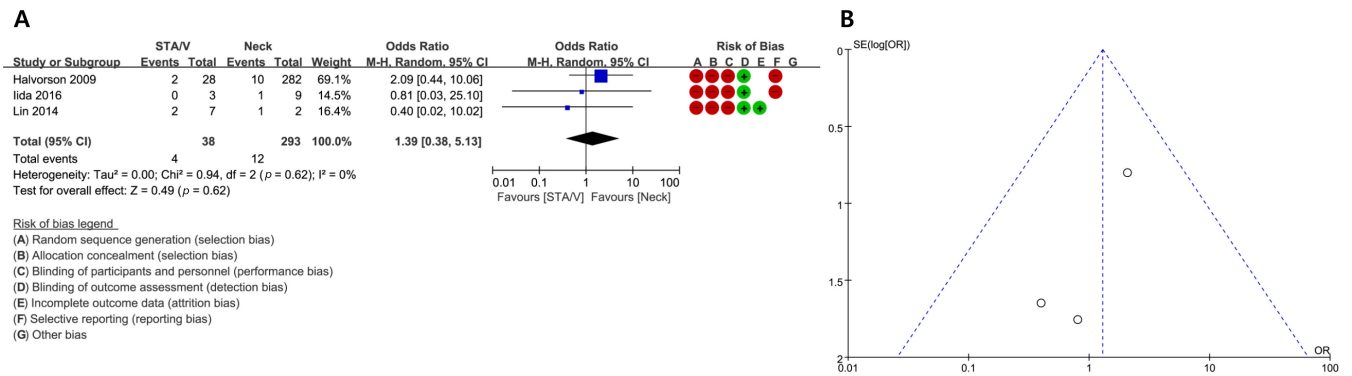 A
STA/V Neck Odds Ratio Odds Ratio Risk of Bias
Study or Subgroup Events Total Events Total Weight M-H, Random, 95% CI M-H, Random, 95% CI A B C D E F G
Halvorson 2009 2 28 10 282 69.1% 2.09 [0.44, 10.06]
Iida 2016 0 3 1 9 14.5% 0.81 [0.03, 25.10]
Lin 2014 2 7 1 2 16.4% 0.40 [0.02, 10.02]
Total (95% CI) 38 293 100.0% 1.39 [0.38, 5.13]
Total events 4 12
Heterogeneity: Tau² = 0.00; Chi² = 0.94, df = 2 (p = 0.62); I² = 0%
Test for overall effect: Z = 0.49 (p = 0.62)
0.01 0.1 1 10 100
Favours [STA/V] Favours [Neck]
Risk of bias legend
(A) Random sequence generation (selection bias)
(B) Allocation concealment (selection bias)
(C) Blinding of participants and personnel (performance bias)
(D) Blinding of outcome assessment (detection bias)
(E) Incomplete outcome data (attrition bias)
(F) Selective reporting (reporting bias)
(G) Other bias
B
SE(log[OR])
0
0.5
1
1.5
2
OR
0.01 0.1 1 10 100